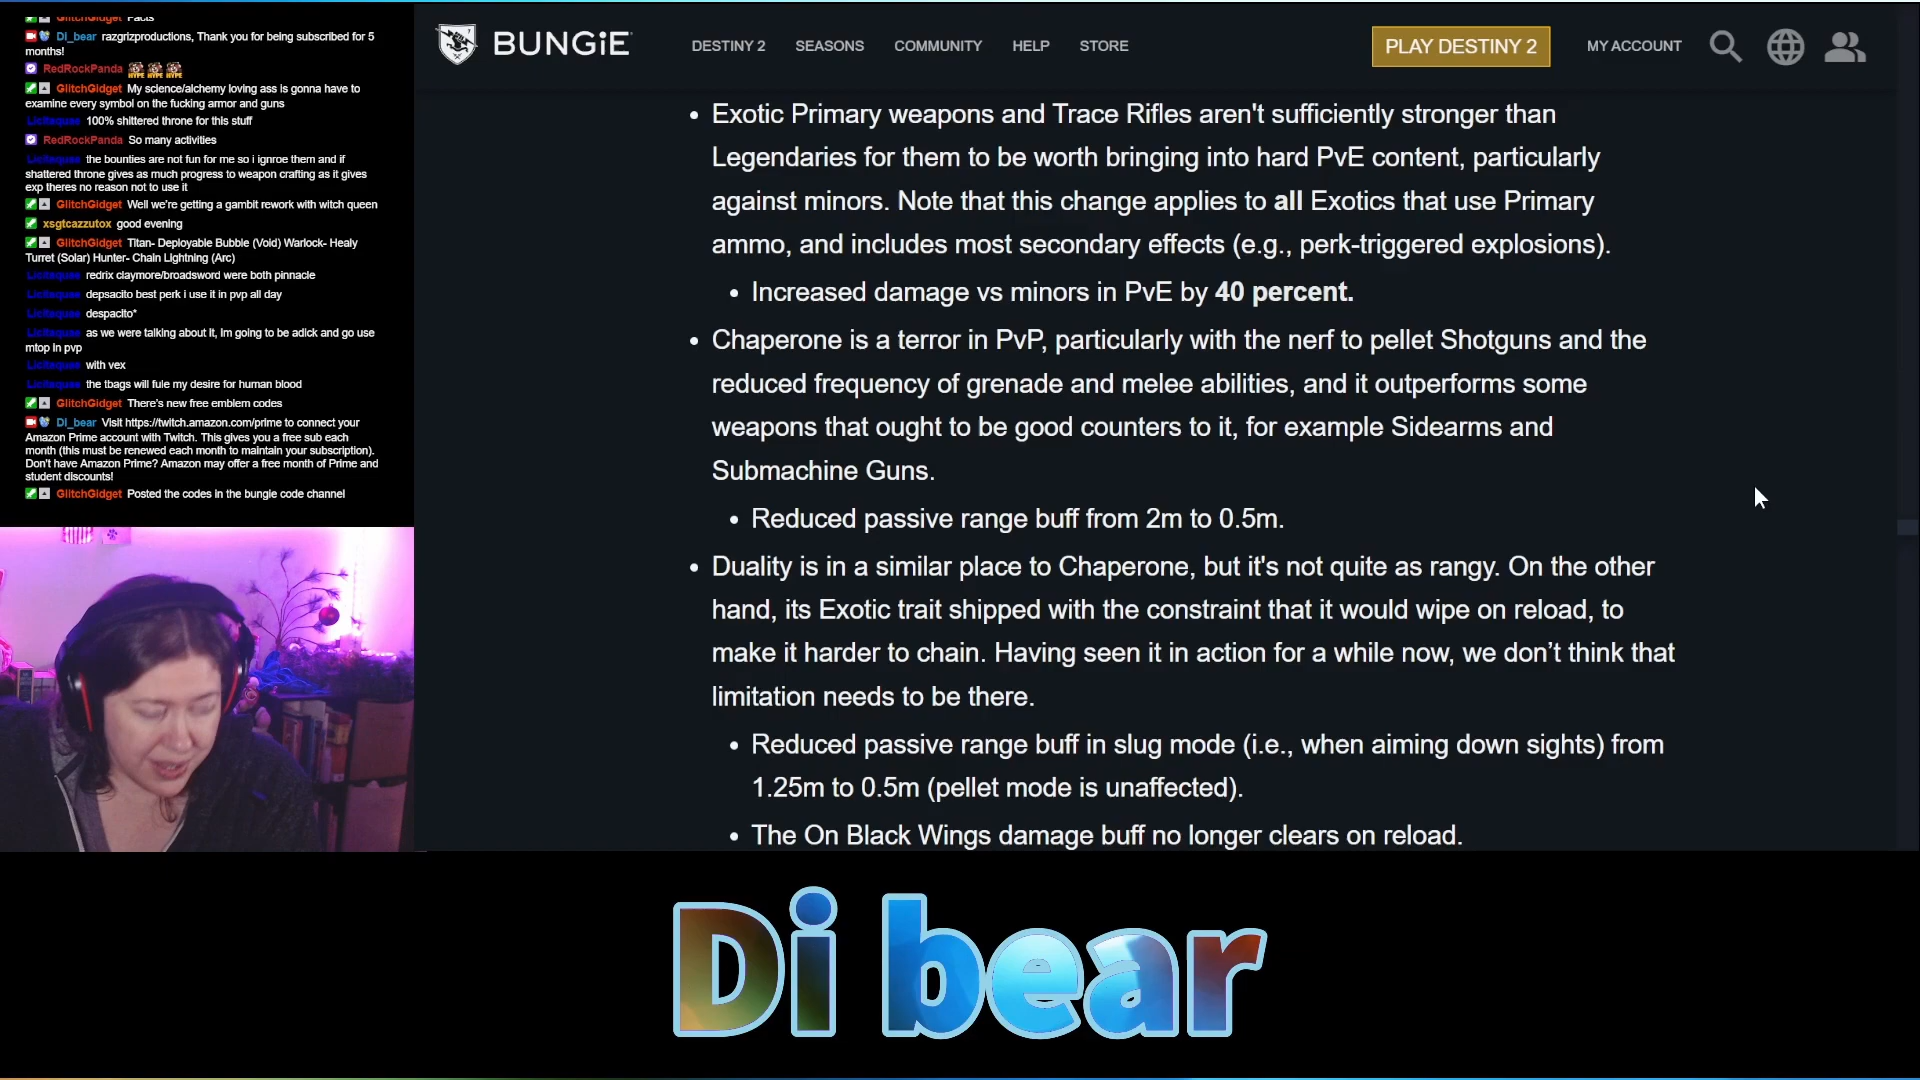 GlitchGidget Facts
Di_bear razgrizproductions, Thank you for being subscribed for 5
months!
RedRockPanda
GlitchGidget My science/alchemy loving ass is gonna have to
examine every symbol on the fucking armor and guns
100% shittered throne for this stuff
RedRockPanda So many activities
the bounties are not fun for me so i ignroe them and if
shattered throne gives as much progress to weapon crafting as it gives
exp theres no reason not to use it
GlitchGidget Well we're getting a gambit rework with witch queen
xsgtcazzutox good evening
GlitchGidget Titan- Deployable Bubble (Void) Warlock- Healy
Turret (Solar) Hunter- Chain Lightning (Arc)
redrix claymore/broadsword were both pinnacle
depsacito best perk i use it in pvp all day
despacito*
as we were talking about it, Im going to be adick and go use
mtop in pvp
with vex
the tbags will fule my desire for human blood
GlitchGidget There's new free emblem codes
Di_bear Visit https://twitch.amazon.com/prime to connect your
Amazon Prime account with Twitch. This gives you a free sub each
month (this must be renewed each month to maintain your subscription).
Don't have Amazon Prime? Amazon may offer a free month of Prime and
student discounts!
GlitchGidget Posted the codes in the bungie code channel
BUNGiE
DESTINY 2 SEASONS COMMUNITY HELP STORE
PLAY DESTINY 2
MY ACCOUNT
• Exotic Primary weapons and Trace Rifles aren't sufficiently stronger than
Legendaries for them to be worth bringing into hard PvE content, particularly
against minors. Note that this change applies to all Exotics that use Primary
ammo, and includes most secondary effects (e.g., perk-triggered explosions).
• Increased damage vs minors in PvE by 40 percent.
• Chaperone is a terror in PvP, particularly with the nerf to pellet Shotguns and the
reduced frequency of grenade and melee abilities, and it outperforms some
weapons that ought to be good counters to it, for example Sidearms and
Submachine Guns.
• Reduced passive range buff from 2m to 0.5m.
• Duality is in a similar place to Chaperone, but it's not quite as rangy. On the other
hand, its Exotic trait shipped with the constraint that it would wipe on reload, to
make it harder to chain. Having seen it in action for a while now, we don’t think that
limitation needs to be there.
• Reduced passive range buff in slug mode (i.e., when aiming down sights) from
1.25m to 0.5m (pellet mode is unaffected).
• The On Black Wings damage buff no longer clears on reload.
Di bear